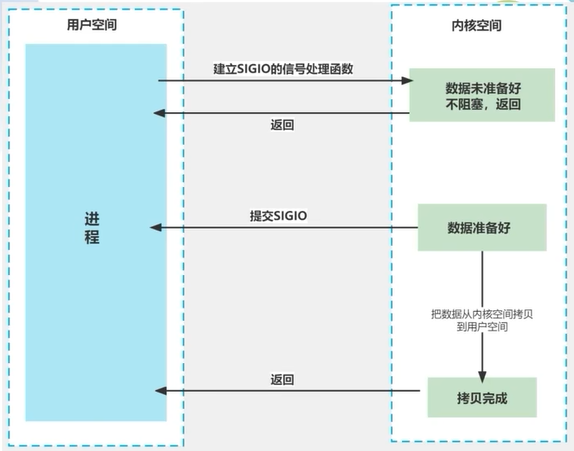 用户空间
内核空间
建立SIGIO的信号处理函数
数据未准备好
不阻塞，返回
返回
进
程
提交SIGIO
数据准备好
把数据从内核空间拷贝
到用户空间
返回
拷贝完成